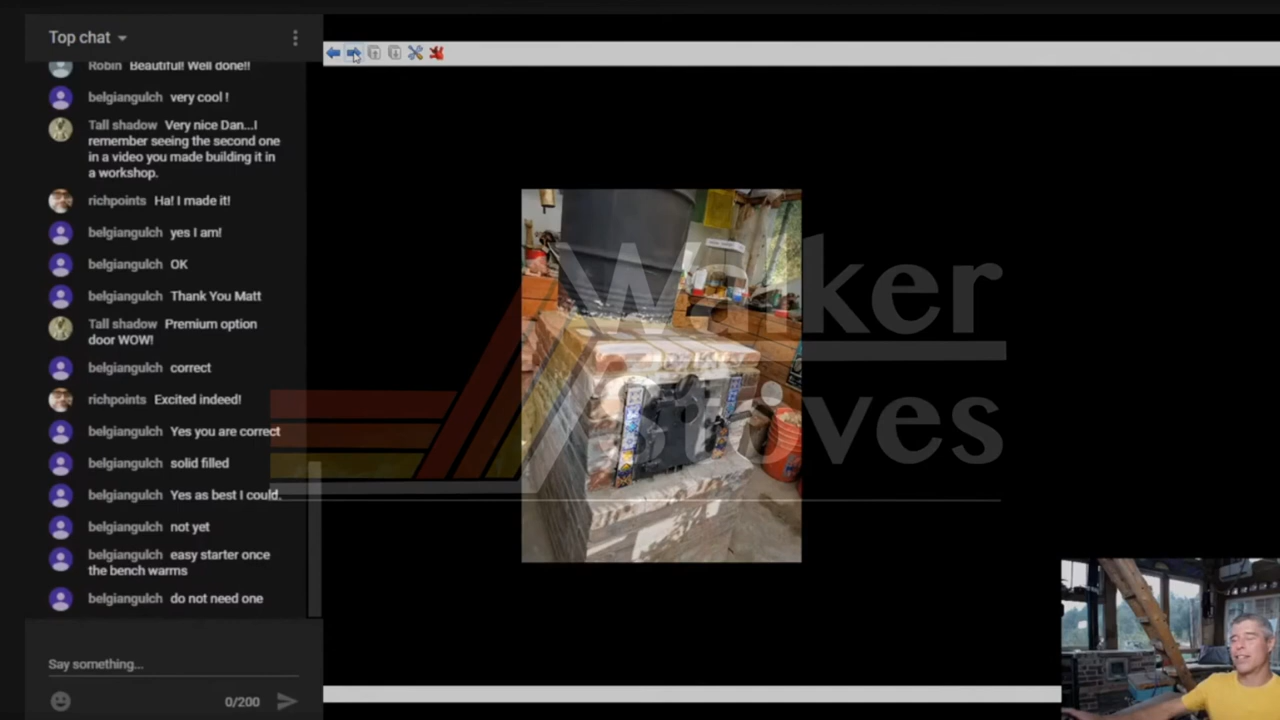 Top chat
Robin Beautiful! Well done!!
belgiangulch very cool !
Tall shadow Very nice Dan...I
remember seeing the second one
in a video you made building it in
a workshop.
richpoints Ha! I made it!
belgiangulch yes I am!
belgiangulch OK
belgiangulch Thank You Matt
Tall shadow Premium option
door WOW!
belgiangulch correct
richpoints Excited indeed!
belgiangulch Yes you are correct
belgiangulch solid filled
belgiangulch Yes as best I could.
belgiangulch not yet
belgiangulch easy starter once
the bench warms
belgiangulch do not need one
Say something...
0/200
Walker
Stoves